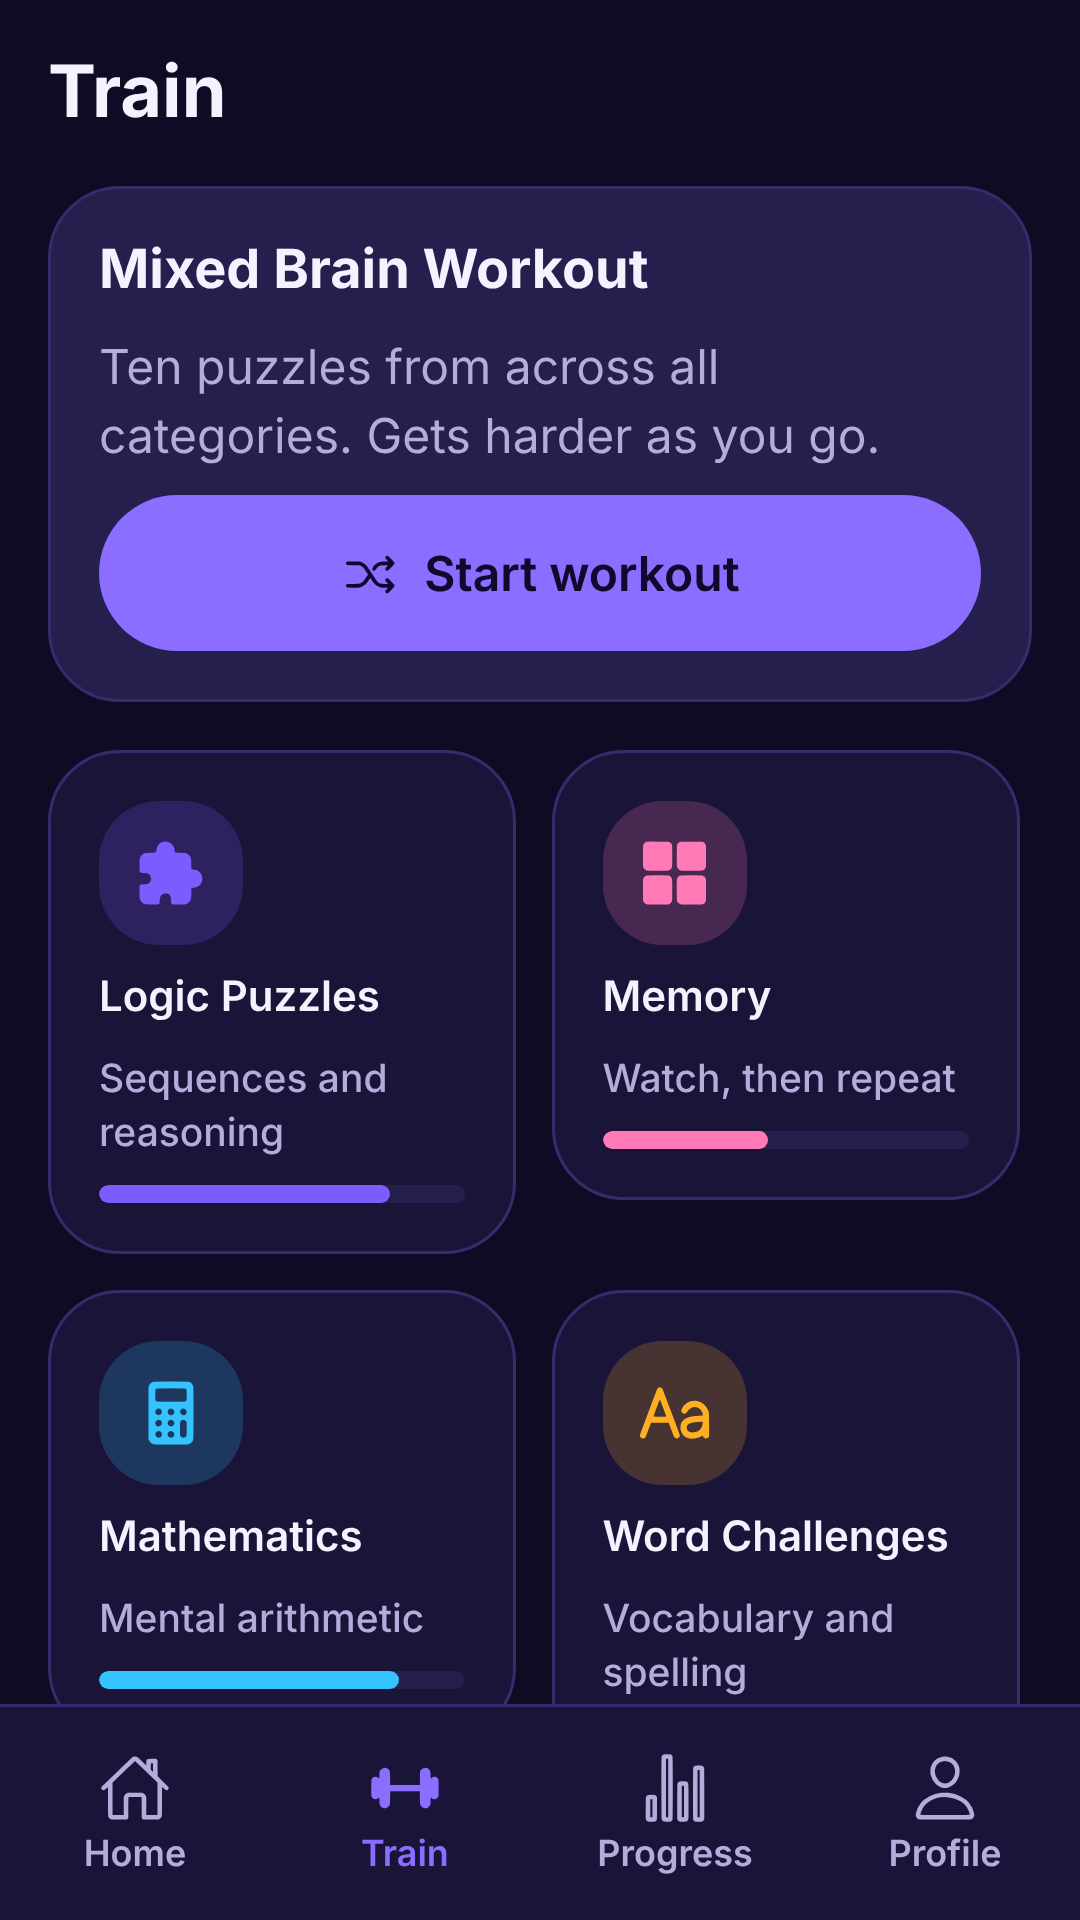 Train
Mixed Brain Workout
Ten puzzles from across all
categories. Gets harder as you go.
Start workout
Logic Puzzles
Sequences and
reasoning
Memory
Watch, then repeat
Mathematics
Mental arithmetic
Aa
Word Challenges
Vocabulary and
spelling
Home
Train
Progress
Profile